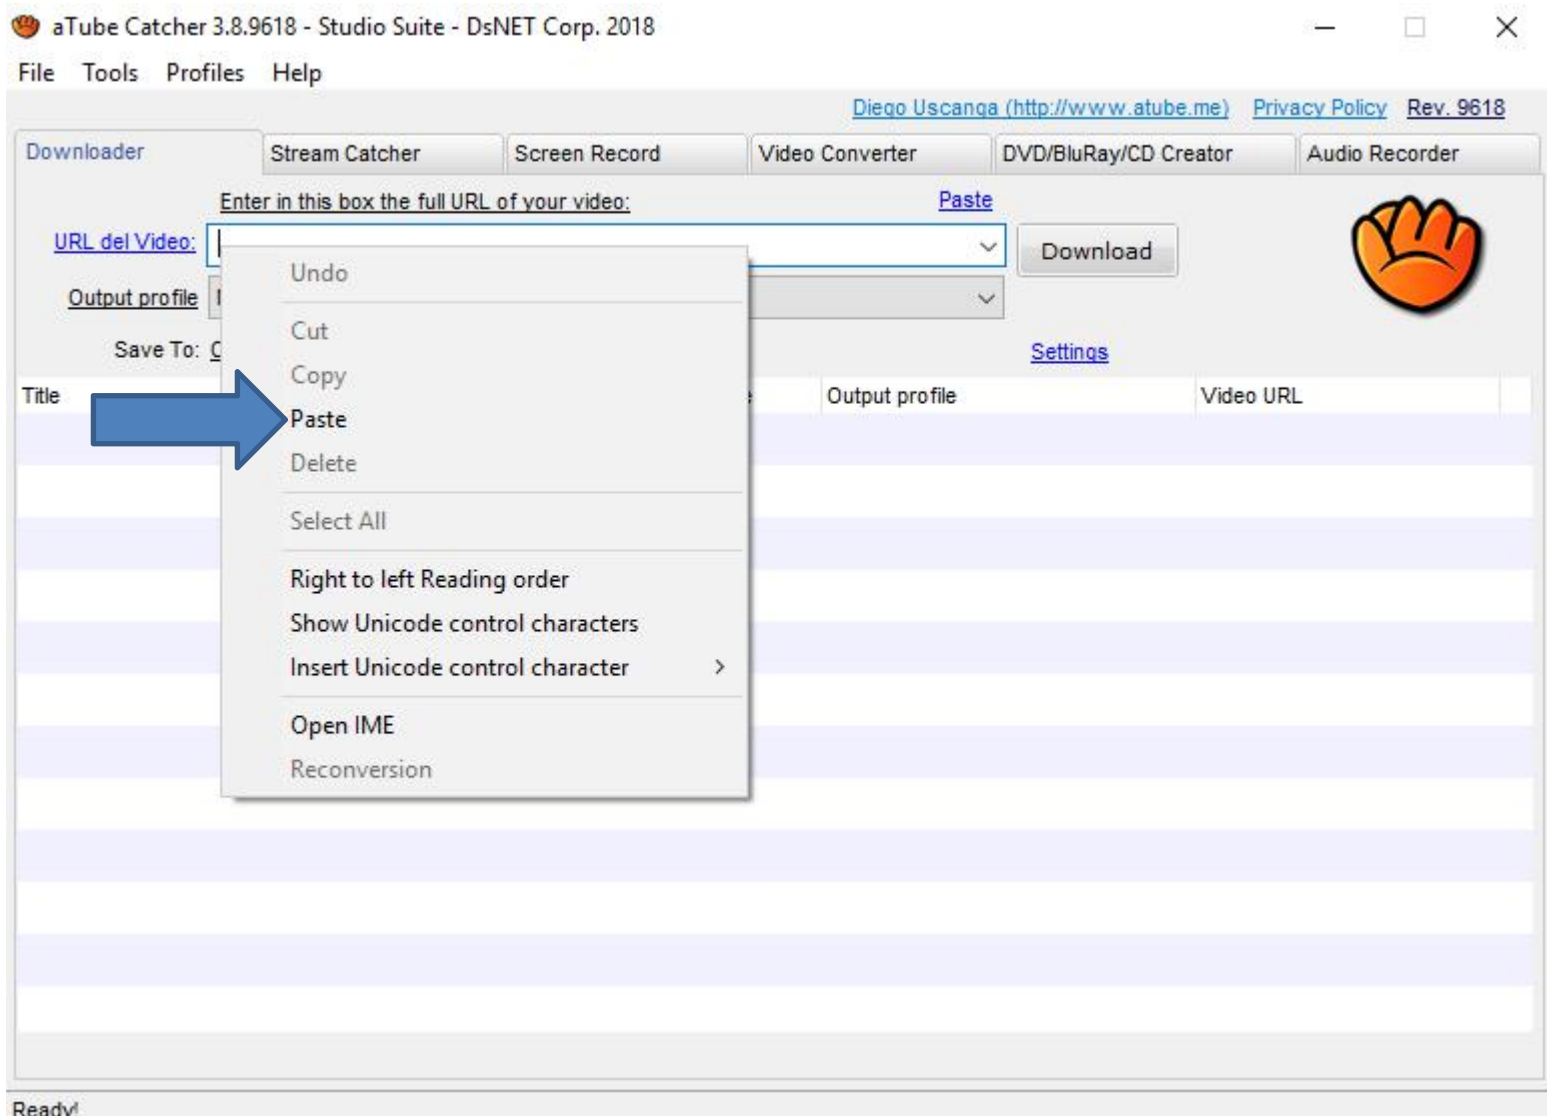 aTube Catcher 3.8.9618 - Studio Suite - DsNET Corp. 2018
File Tools Profiles Help
Diego Uscanga (http://www.atube.me) Privacy Policy Rev. 9618
Downloader Stream Catcher Screen Record Video Converter DVD/BluRay/CD Creator Audio Recorder
Enter in this box the full URL of your video: Paste
URL del Video: Download
Output profile
Save To: Settings
Title Output profile Video URL
Undo
Cut
Copy
Paste
Delete
Select All
Right to left Reading order
Show Unicode control characters
Insert Unicode control character
Open IME
Reconversion
Ready!